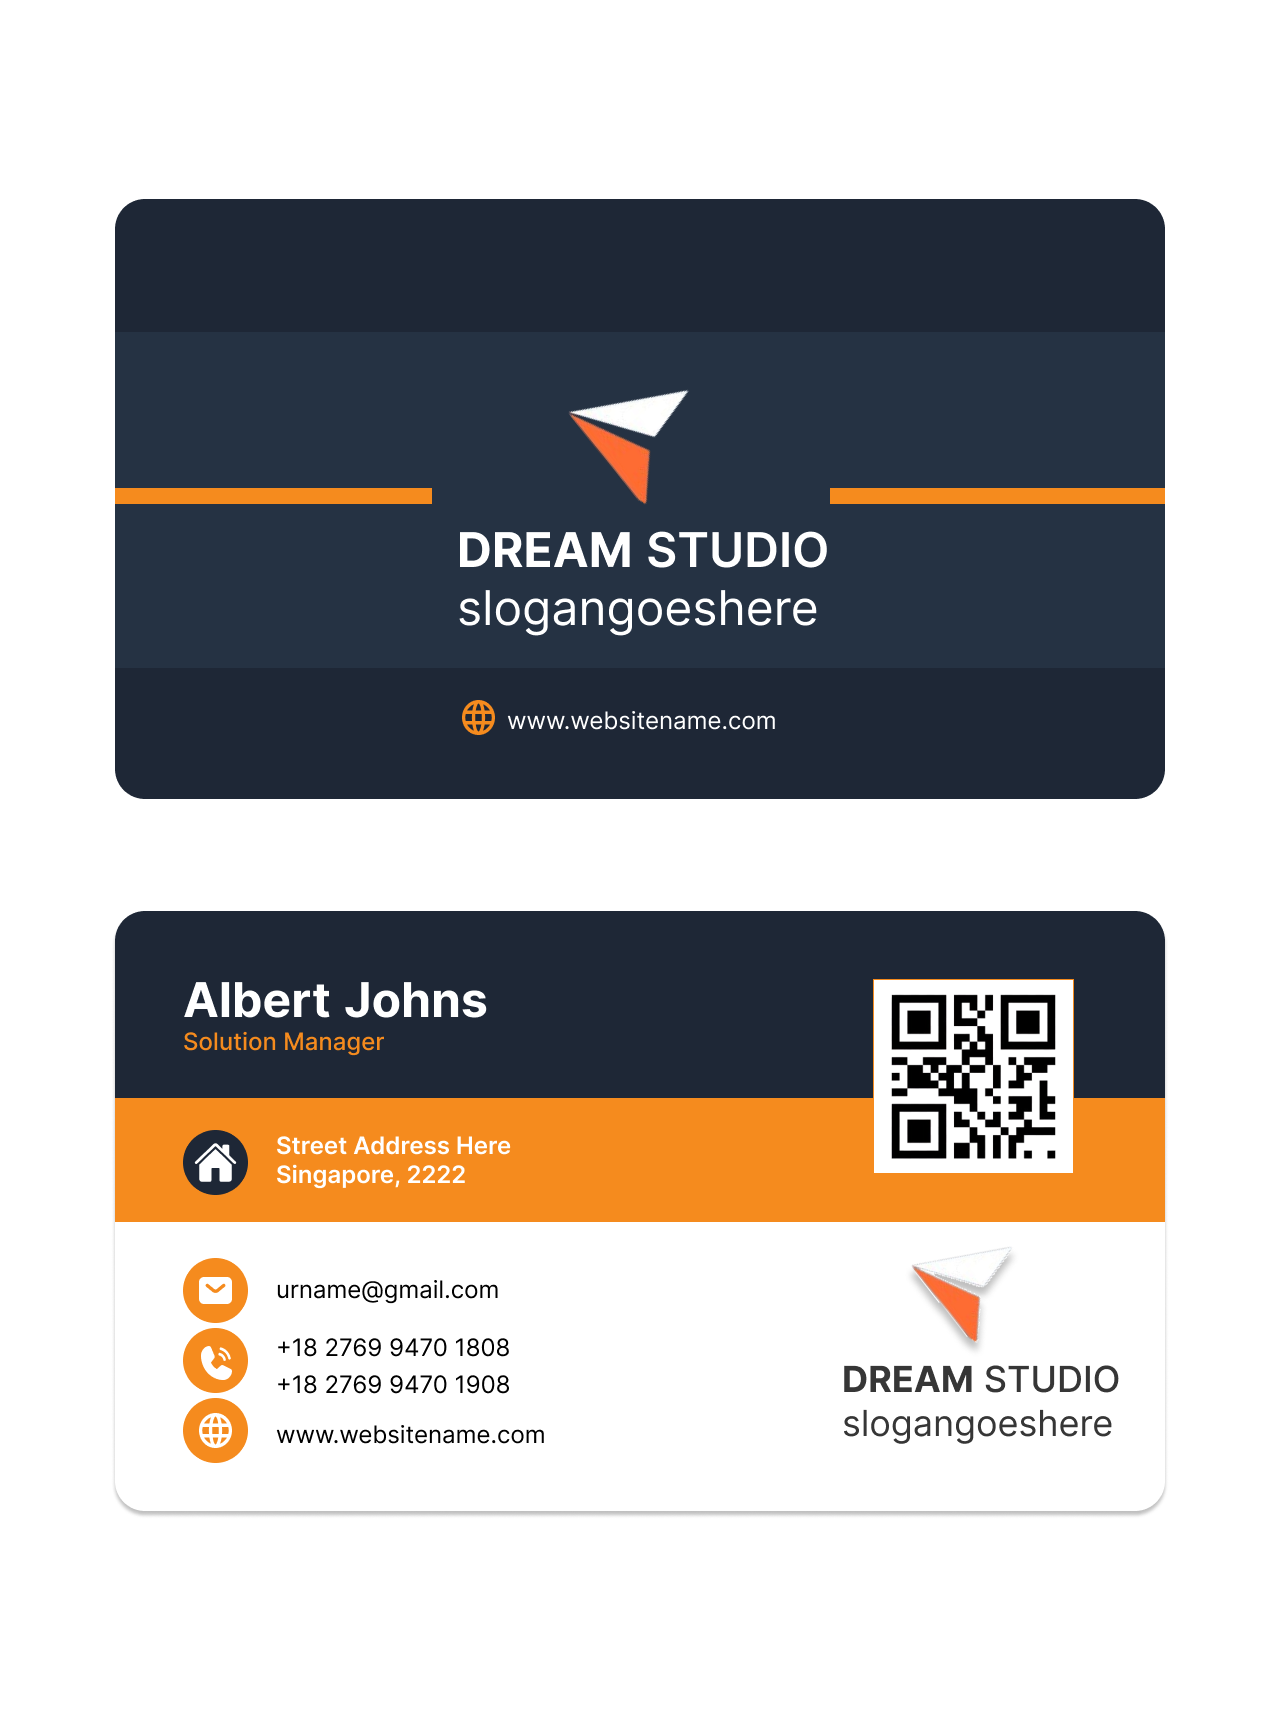 DREAM STUDIO
slogangoeshere
www.websitename.com
Albert Johns
Solution Manager
Street Address Here
Singapore, 2222
urname@gmail.com
+18 2769 9470 1808
+18 2769 9470 1908
www.websitename.com
DREAM STUDIO
slogangoeshere